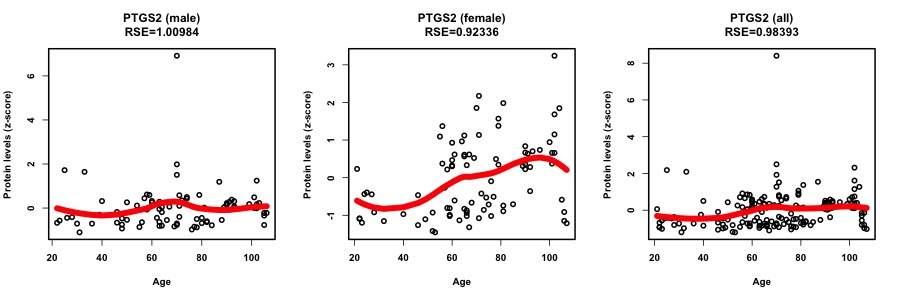 PTGS2 (male)
RSE=1.00984
Protein levels (z-score)
6
4
2
0
20 40 60 80 100
Age
PTGS2 (female)
RSE=0.92336
Protein levels (z-score)
3
2
1
0
-1
20 40 60 80 100
Age
PTGS2 (all)
RSE=0.98393
Protein levels (z-score)
8
6
4
2
0
20 40 60 80 100
Age